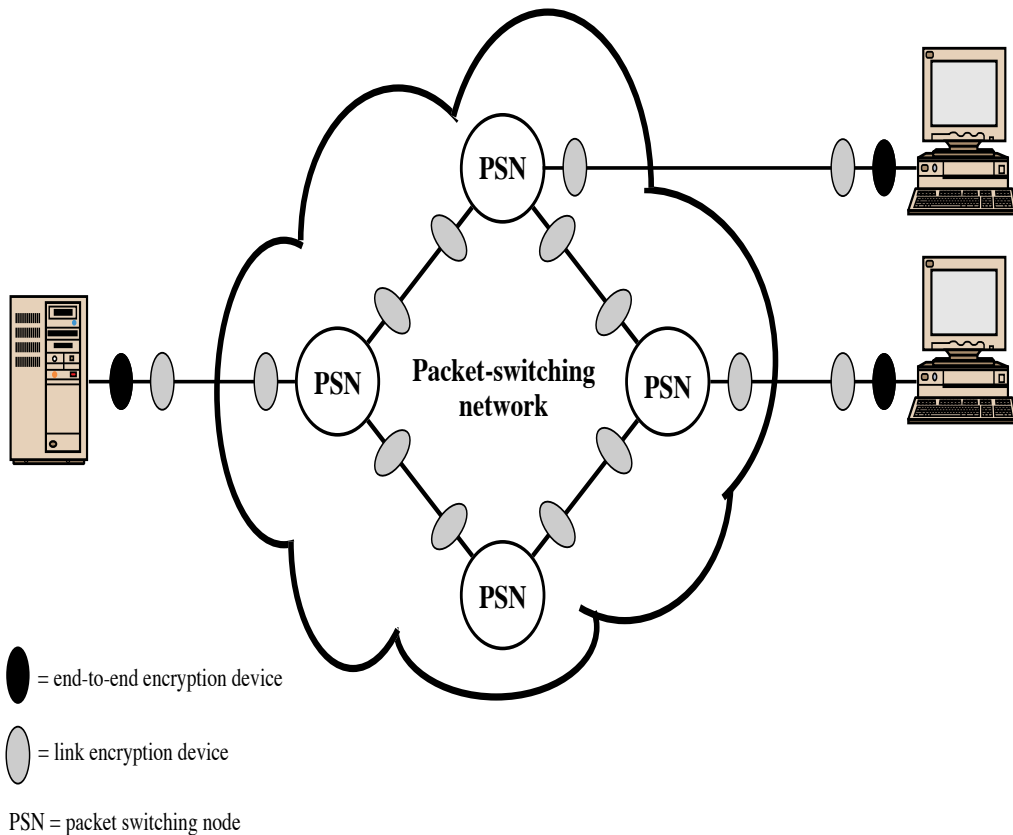 PSN
PSN
Packet-switching
network
PSN
PSN
= end-to-end encryption device
= link encryption device
PSN = packet switching node